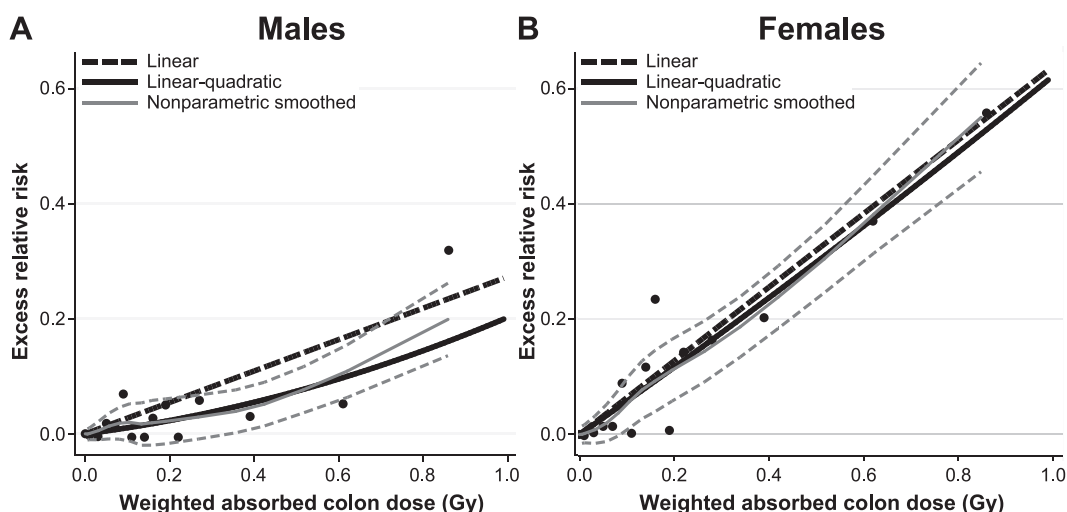 A Males
Linear
Linear-quadratic
Nonparametric smoothed
Excess relative risk
0.6
0.4
0.2
0.0
0.0 0.2 0.4 0.6 0.8 1.0
Weighted absorbed colon dose (Gy)
B Females
Linear
Linear-quadratic
Nonparametric smoothed
Excess relative risk
0.6
0.4
0.2
0.0
0.0 0.2 0.4 0.6 0.8 1.0
Weighted absorbed colon dose (Gy)